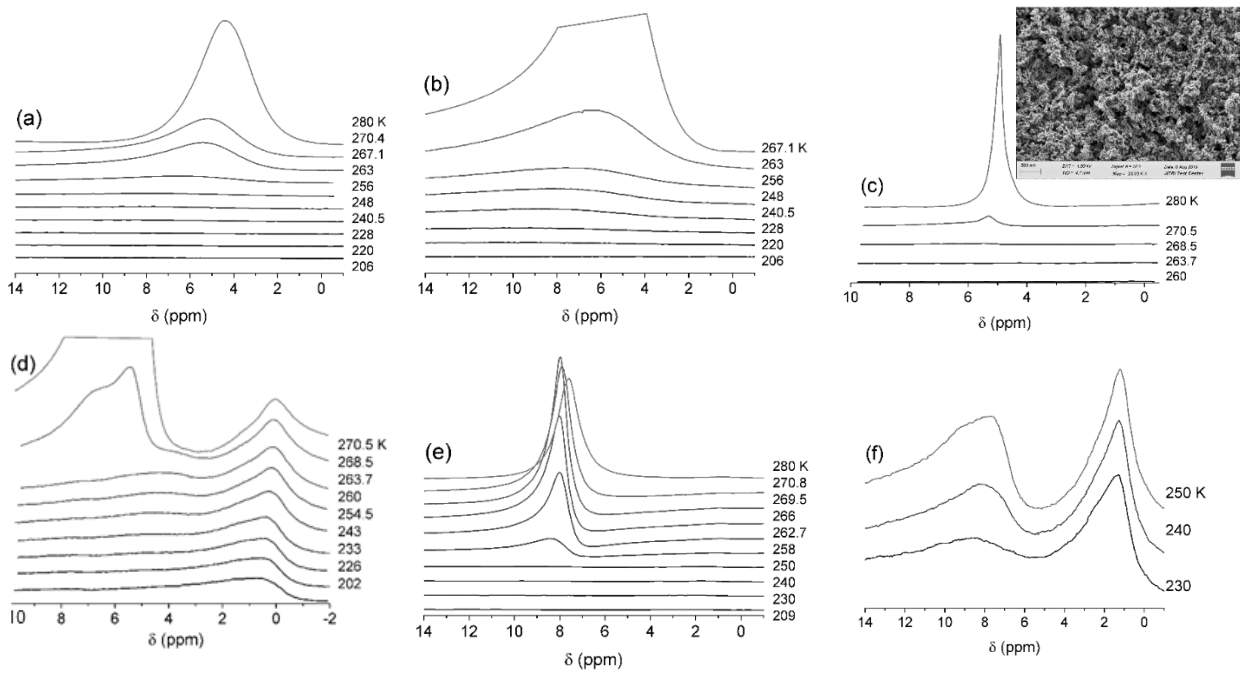 (a)
280 K
270.4
267.1
263
256
248
240.5
228
220
206
14 12 10 8 6 4 2 0
δ (ppm)
(b)
267.1 K
263
256
248
240.5
228
220
206
14 12 10 8 6 4 2 0
δ (ppm)
(c)
280 K
270.5
268.5
263.7
260
10 8 6 4 2 0
δ (ppm)
(d)
270.5 K
268.5
263.7
260
254.5
243
233
226
202
10 8 6 4 2 0 -2
δ (ppm)
(e)
280 K
270.8
269.5
266
262.7
258
250
240
230
209
14 12 10 8 6 4 2 0
δ (ppm)
(f)
250 K
240
230
14 12 10 8 6 4 2 0
δ (ppm)